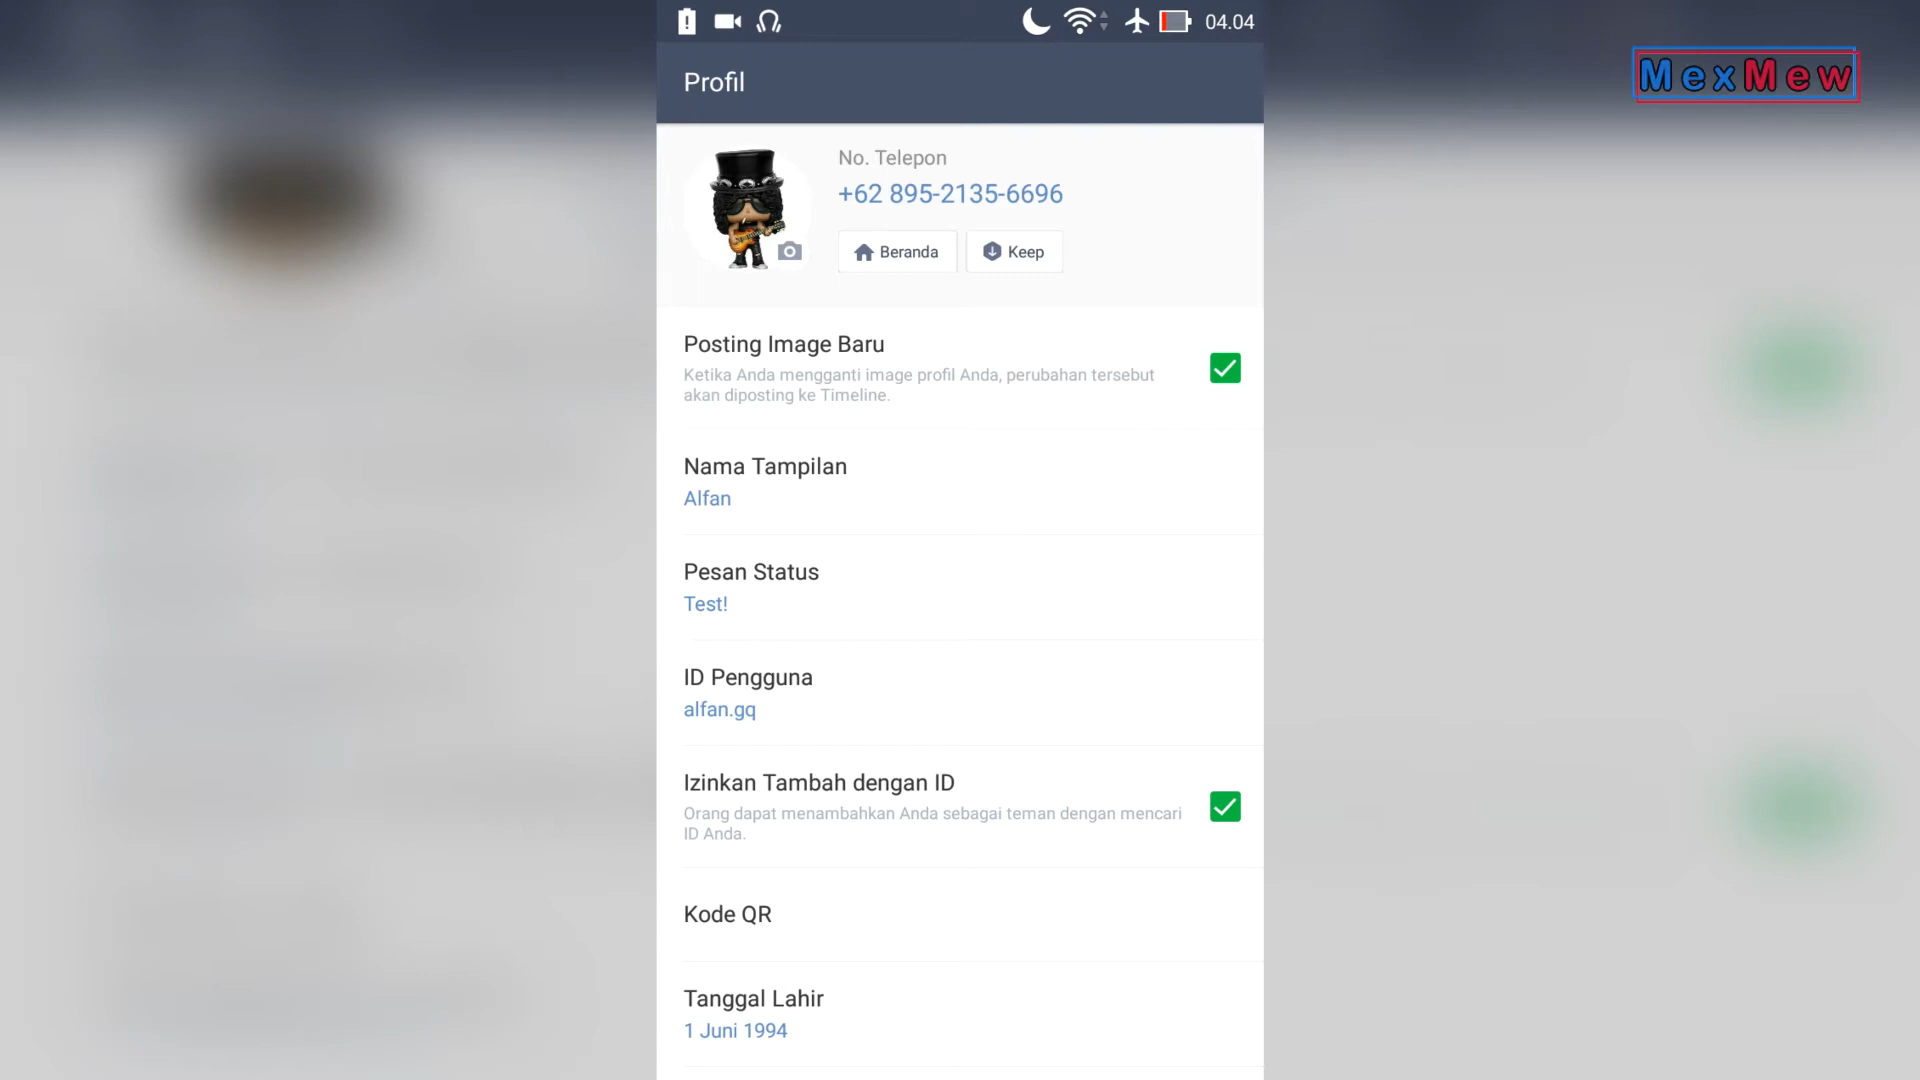 04.04
Profil
MexMew
No. Telepon
+62 895-2135-6696
Beranda
Keep
Posting Image Baru
Ketika Anda mengganti image profil Anda, perubahan tersebut
akan diposting ke Timeline.
Nama Tampilan
Alfan
Pesan Status
Test!
ID Pengguna
alfan.gq
Izinkan Tambah dengan ID
Orang dapat menambahkan Anda sebagai teman dengan mencari
ID Anda.
Kode QR
Tanggal Lahir
1 Juni 1994